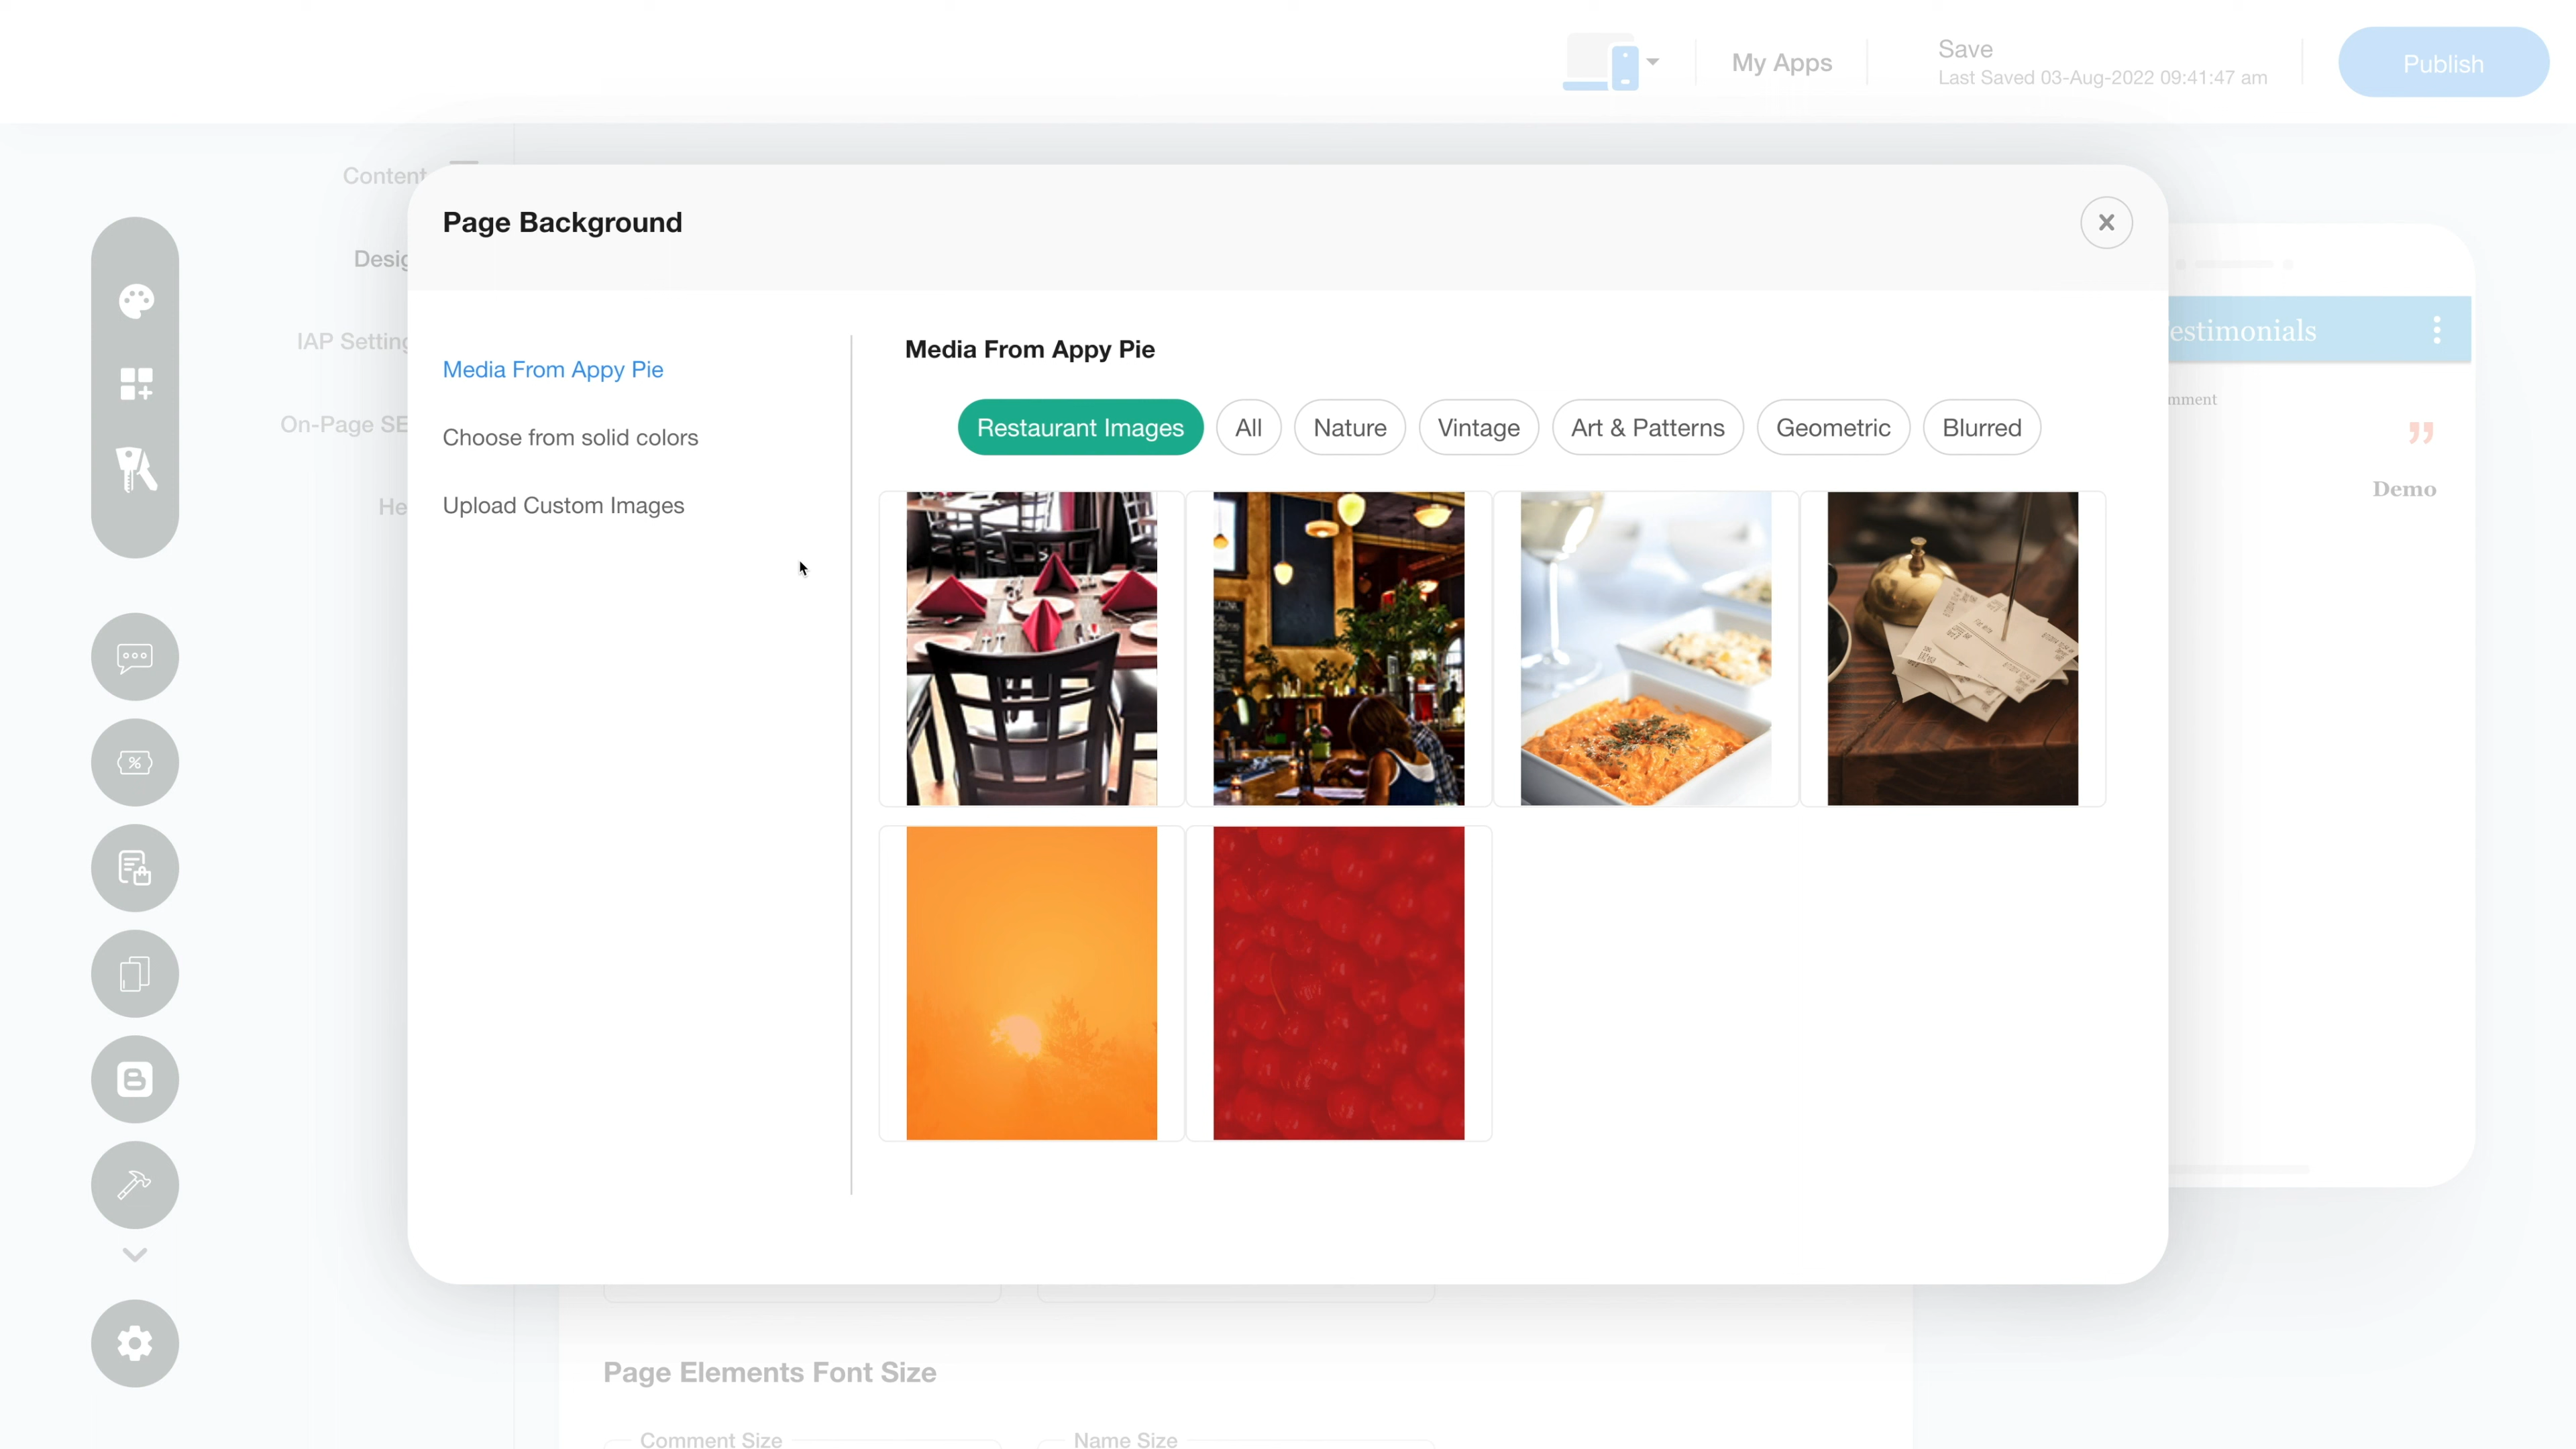 My Apps
Save
Last Saved 03-Aug-2022 09:41:47 am
Publish
Content
Desig
IAP Setting
On-Page SE
He
Page Background
Media From Appy Pie
Choose from solid colors
Upload Custom Images
Media From Appy Pie
Restaurant Images
All
Nature
Vintage
Art & Patterns
Geometric
Blurred
estimonials
mment
”
Demo
Page Elements Font Size
Comment Size
Name Size